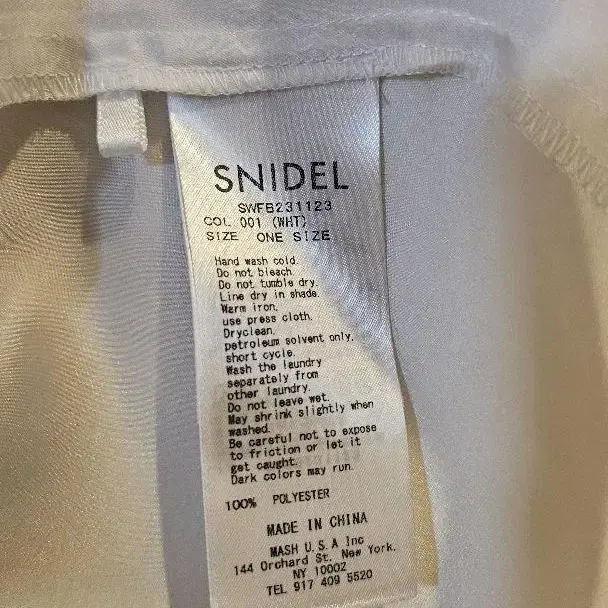 SNIDEL
SWFB231123
COL 001 (WHT)
SIZE ONE SIZE
Hand wash cold.
Do not bleach.
Do not tumble dry.
Line dry in shade.
Warm iron.
use press cloth.
Dryclean.
petroleum solvent only.
short cycle.
Wash the laundry
separately from
other laundry.
Do not leave wet.
May shrink slightly when
washed.
Be careful not to expose
to friction or let it
get caught.
Dark colors may run.
100% POLYESTER
MADE IN CHINA
MASH U.S.A Inc
144 Orchard St. New York.
NY 10002
TEL 917 409 5520